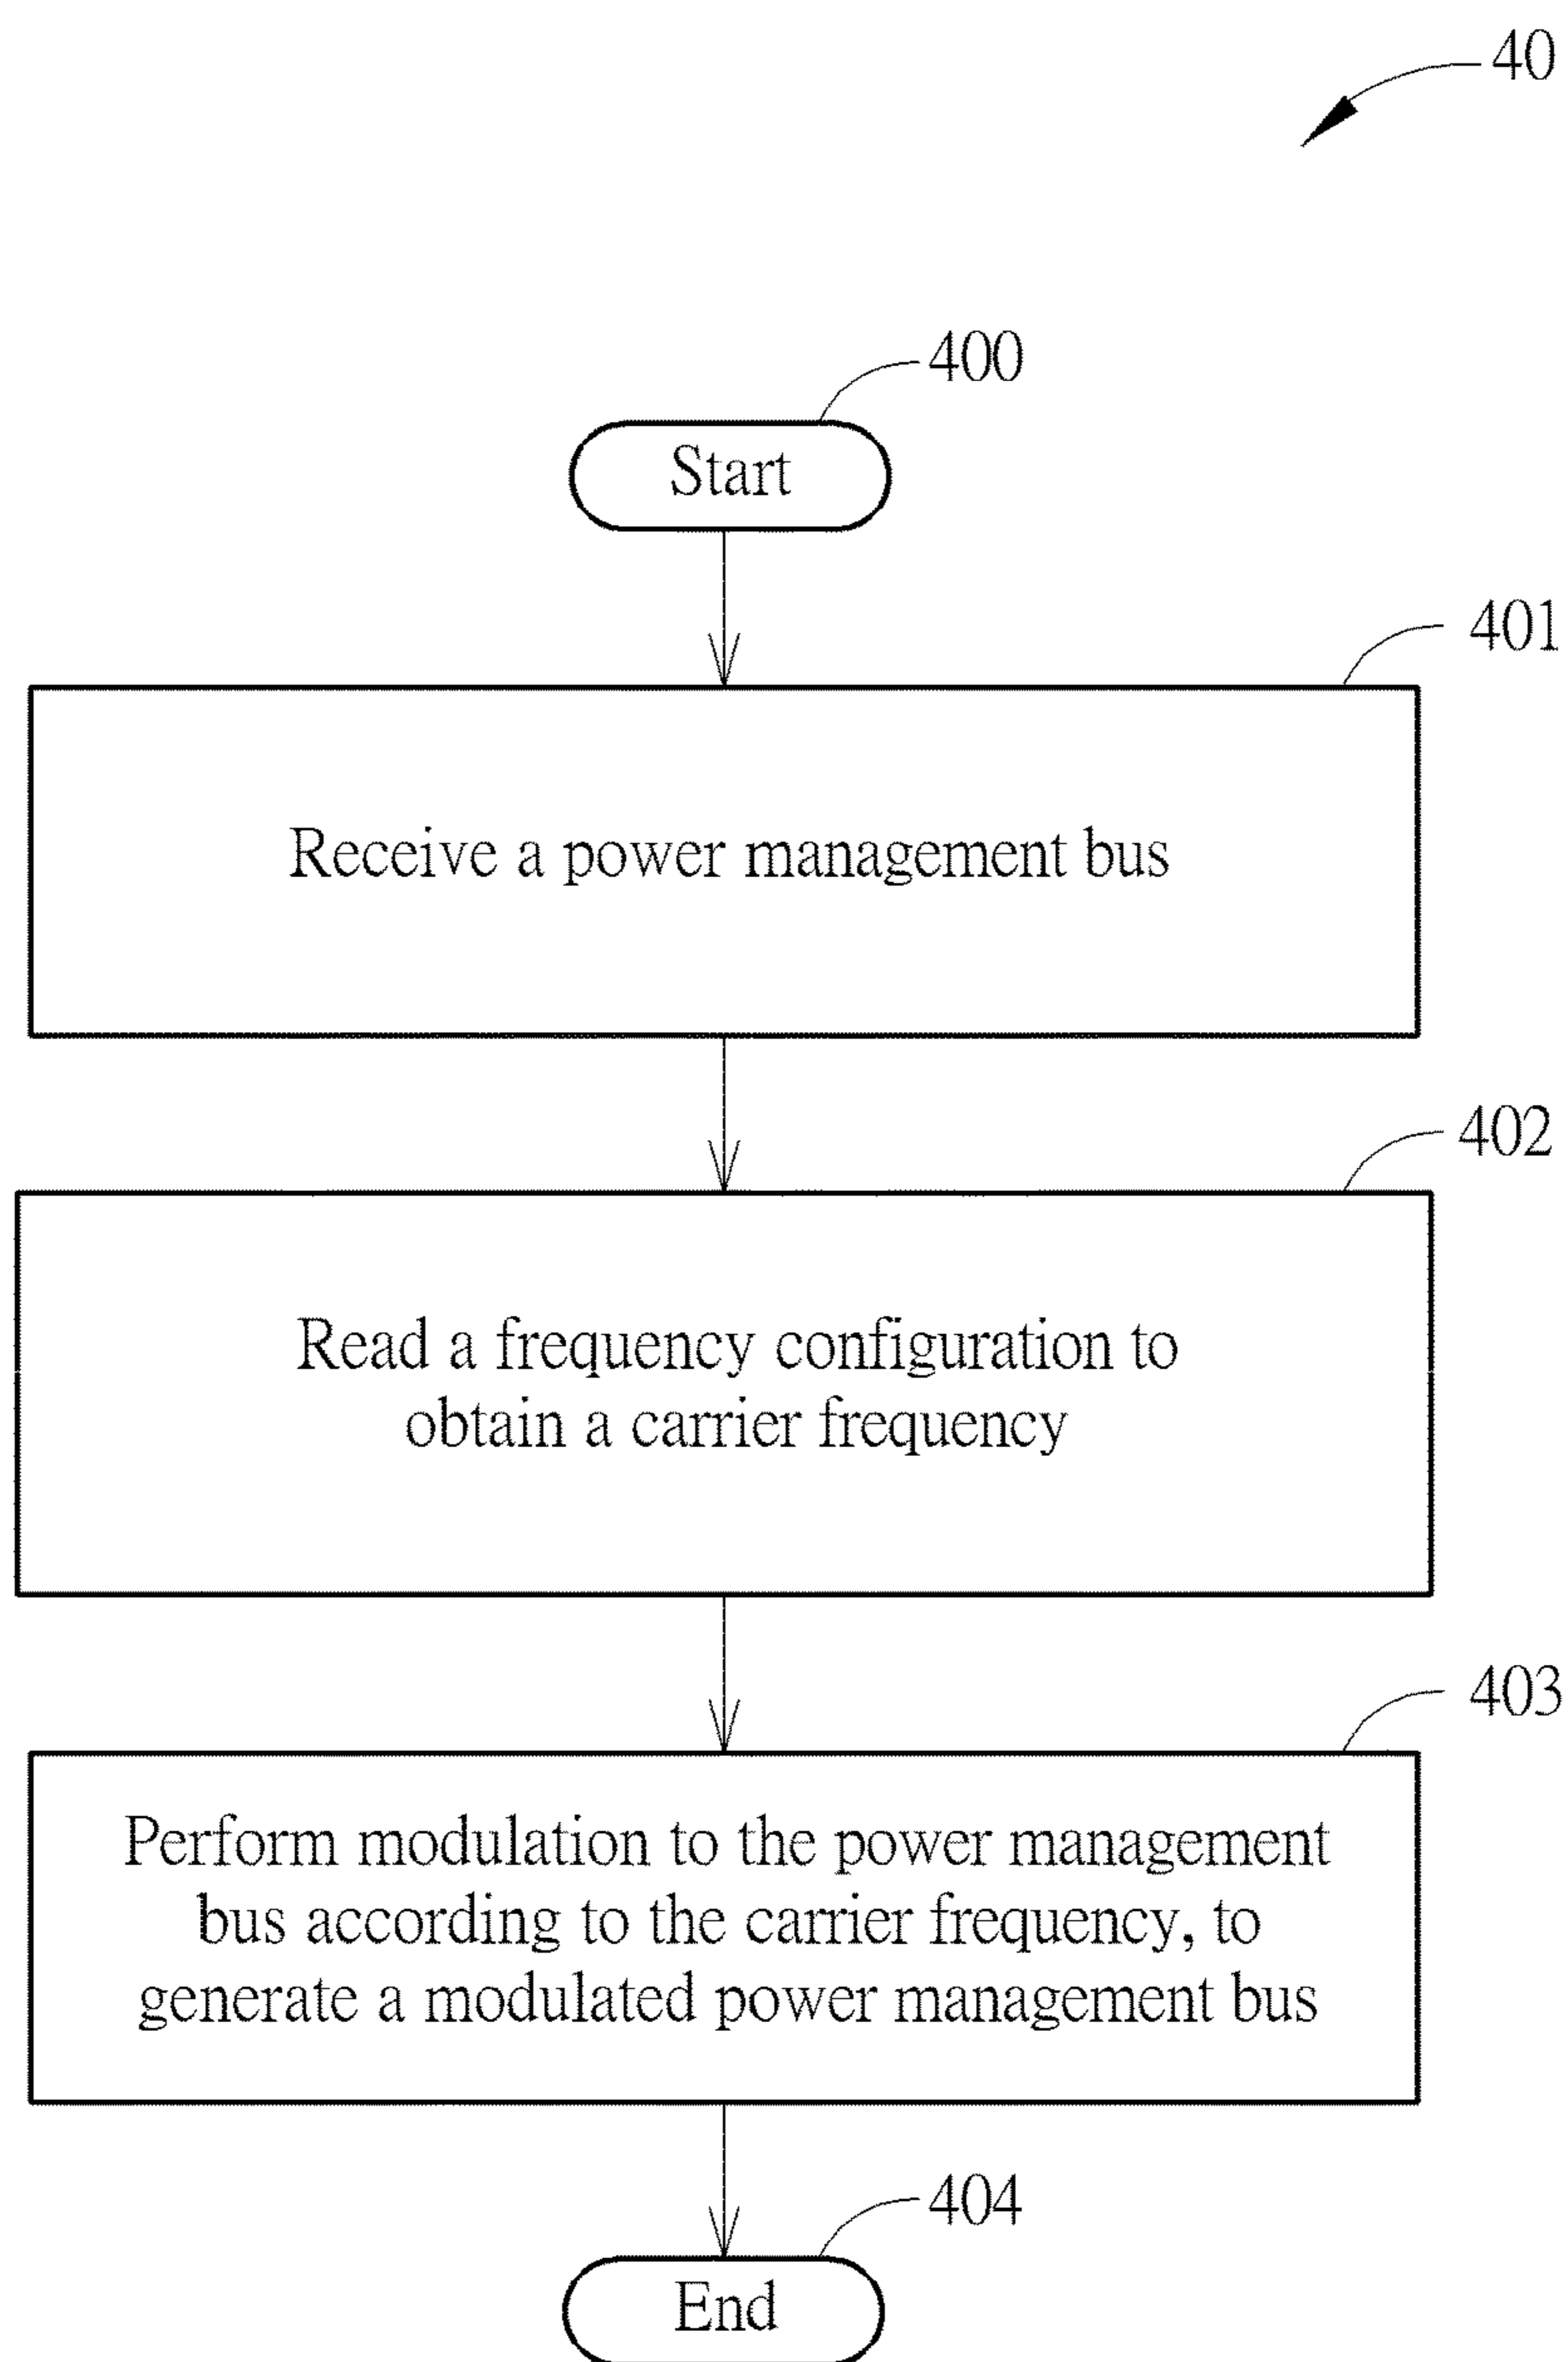 40
400
Start
401
Receive a power management bus
402
Read a frequency configuration to
obtain a carrier frequency
403
Perform modulation to the power management
bus according to the carrier frequency, to
generate a modulated power management bus
404
End